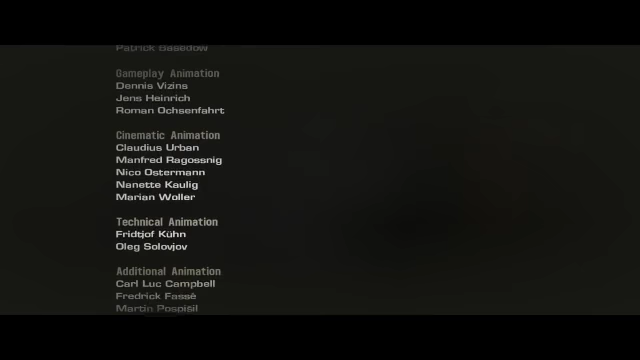 Patrick Basedow
Gameplay Animation
Dennis Vizins
Jens Heinrich
Roman Ochsenfahrt
Cinematic Animation
Claudius Urban
Manfred Ragossnig
Nico Ostermann
Nanette Kaulig
Marian Woller
Technical Animation
Fridtjof Kühn
Oleg Solovjov
Additional Animation
Carl Luc Campbell
Fredrick Fassé
Martin Pospišil